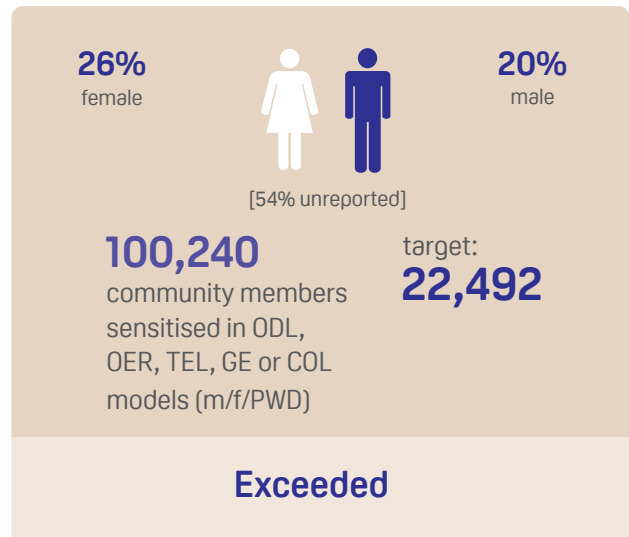 26%
female
20%
male
[54% unreported]
100,240
community members
sensitised in ODL,
OER, TEL, GE or COL
models (m/f/PWD)
target:
22,492
Exceeded